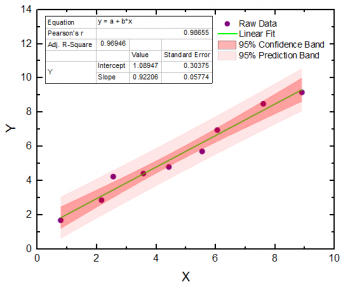 14
12
10
8
6
4
2
0
Y
Equation y = a + b*x
Pearson's r 0.98655
Adj. R-Square 0.96946
Value Standard Error
Y
Intercept 1.08947 0.30375
Slope 0.92206 0.05774
Raw Data
Linear Fit
95% Confidence Band
95% Prediction Band
0 2 4 6 8 10
X